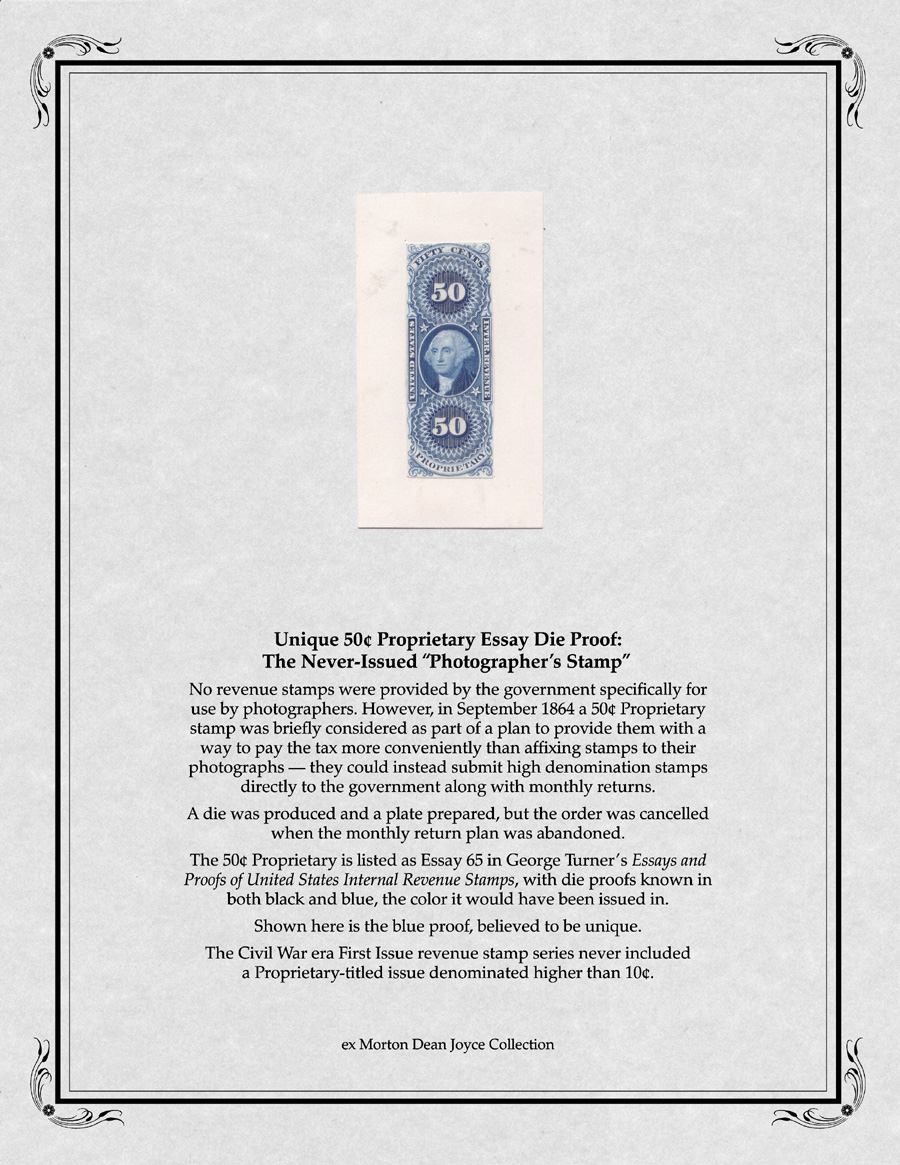 FIFTY CENTS
50
UNITED STATES
INTER. REVENUE
50
PROPRIETARY
Unique 50¢ Proprietary Essay Die Proof:
The Never-Issued “Photographer’s Stamp”
No revenue stamps were provided by the government specifically for
use by photographers. However, in September 1864 a 50¢ Proprietary
stamp was briefly considered as part of a plan to provide them with a
way to pay the tax more conveniently than affixing stamps to their
photographs — they could instead submit high denomination stamps
directly to the government along with monthly returns.
A die was produced and a plate prepared, but the order was cancelled
when the monthly return plan was abandoned.
The 50¢ Proprietary is listed as Essay 65 in George Turner’s Essays and
Proofs of United States Internal Revenue Stamps, with die proofs known in
both black and blue, the color it would have been issued in.
Shown here is the blue proof, believed to be unique.
The Civil War era First Issue revenue stamp series never included
a Proprietary-titled issue denominated higher than 10¢.
ex Morton Dean Joyce Collection